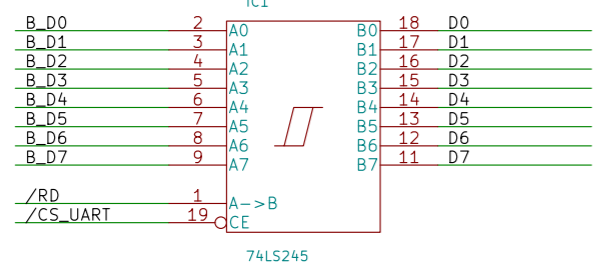 IC1
B_D0 2 A0 B0 18 D0
B_D1 3 A1 B1 17 D1
B_D2 4 A2 B2 16 D2
B_D3 5 A3 B3 15 D3
B_D4 6 A4 B4 14 D4
B_D5 7 A5 B5 13 D5
B_D6 8 A6 B6 12 D6
B_D7 9 A7 B7 11 D7
/RD 1 A->B
/CS_UART 19 CE
74LS245